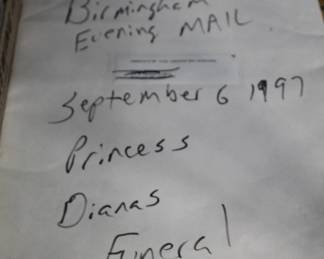 Birmingham
Evening MAIL
September 6 1997
Princess
Dianas
Funeral